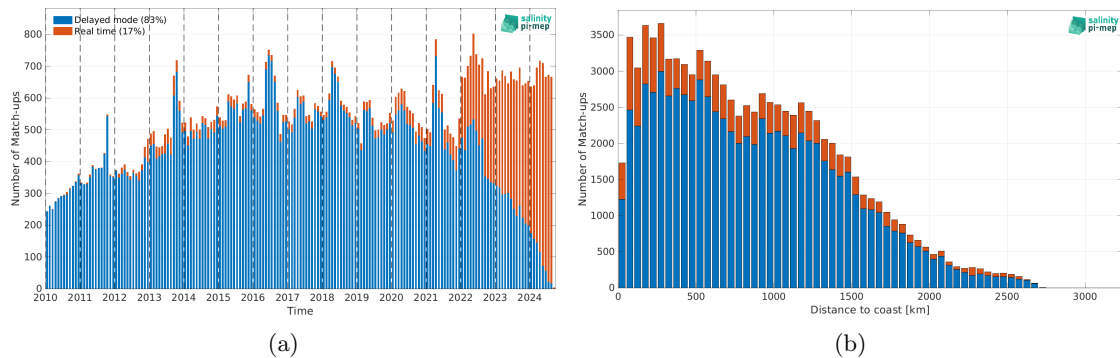 Delayed mode (83%)
Real time (17%)
salinity
pi-mep
Number of Match-ups
800
700
600
500
400
300
200
100
0
2010 2011 2012 2013 2014 2015 2016 2017 2018 2019 2020 2021 2022 2023 2024
Time
(a)
salinity
pi-mep
Number of Match-ups
3500
3000
2500
2000
1500
1000
500
0
0 500 1000 1500 2000 2500 3000
Distance to coast [km]
(b)